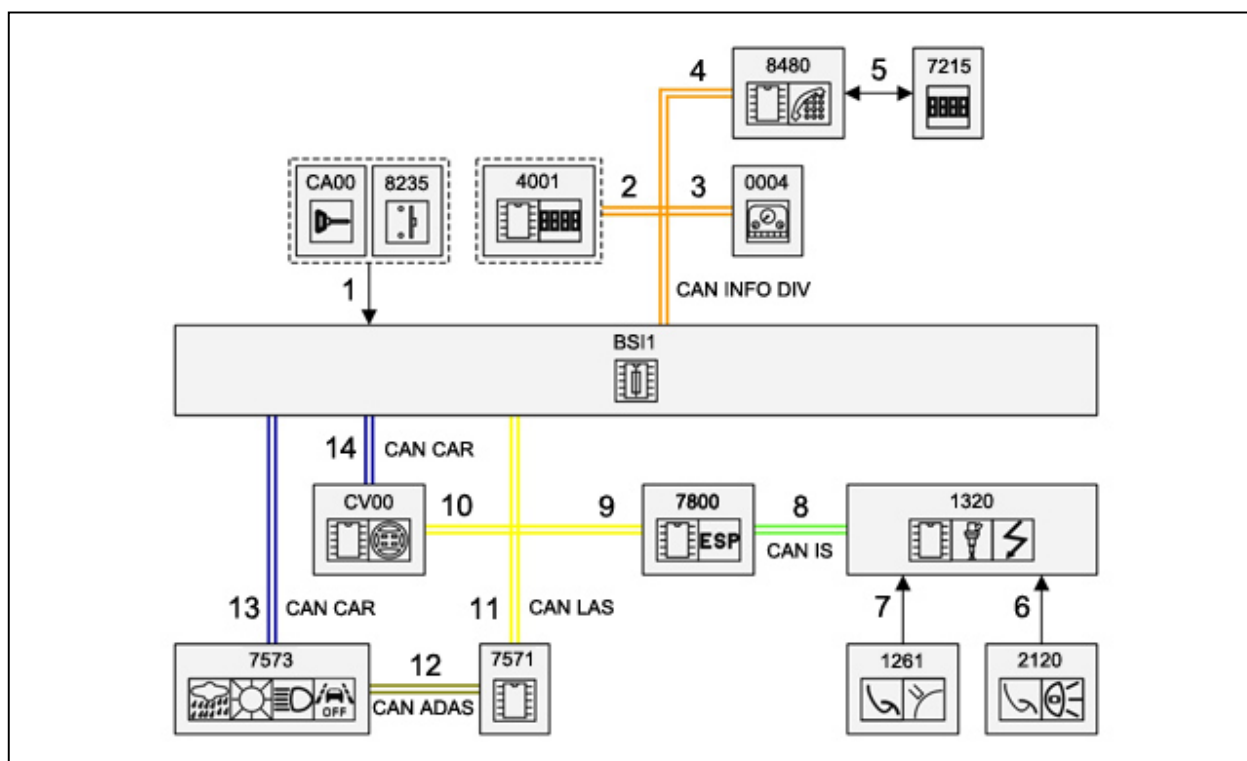 4
8480
5
7215
CA00
8235
4001
2
3
0004
1
CAN INFO DIV
BSI1
14
CAN CAR
CV00
10
9
7800
ESP
8
CAN IS
1320
13
CAN CAR
11
CAN LAS
7
6
7573
OFF
12
CAN ADAS
7571
1261
2120